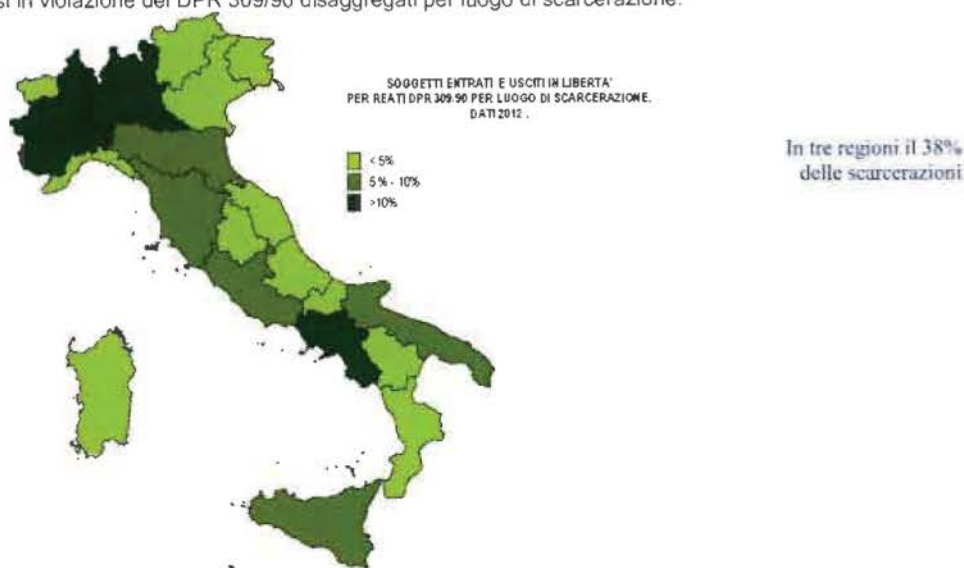 si in violazione del DPR 309/90 disaggregati per luogo di scarcerazione.
SOGGETTI ENTRATI E USCITI IN LIBERTA'
PER REATI DPR 309.90 PER LUOGO DI SCARCERAZIONE.
DATI 2012 .
< 5%
5 % - 10%
>10%
In tre regioni il 38%
delle scarcerazioni